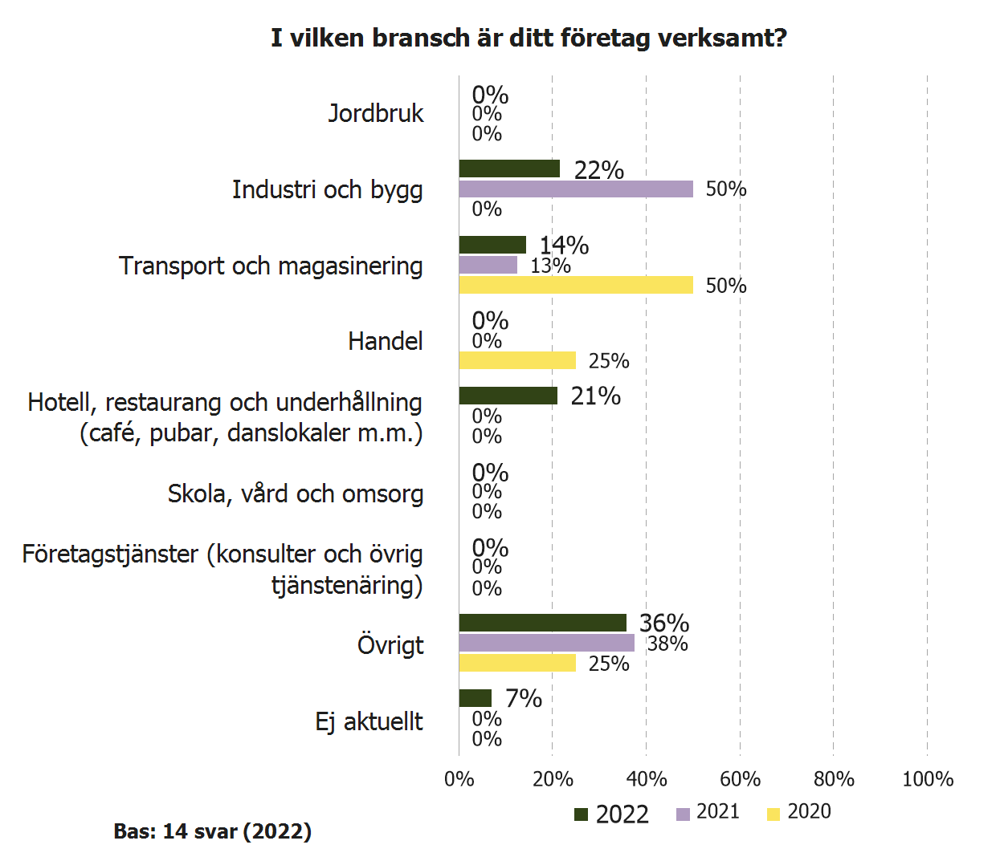 I vilken bransch är ditt företag verksamt?
Jordbruk
0%
0%
0%
Industri och bygg
22%
50%
0%
Transport och magasinering
14%
13%
50%
Handel
0%
0%
25%
Hotell, restaurang och underhållning
(café, pubar, danslokaler m.m.)
21%
0%
0%
Skola, vård och omsorg
0%
0%
0%
Företagstjänster (konsulter och övrig
tjänstenäring)
0%
0%
0%
Övrigt
36%
38%
25%
Ej aktuellt
7%
0%
0%
0% 20% 40% 60% 80% 100%
2022 2021 2020
Bas: 14 svar (2022)